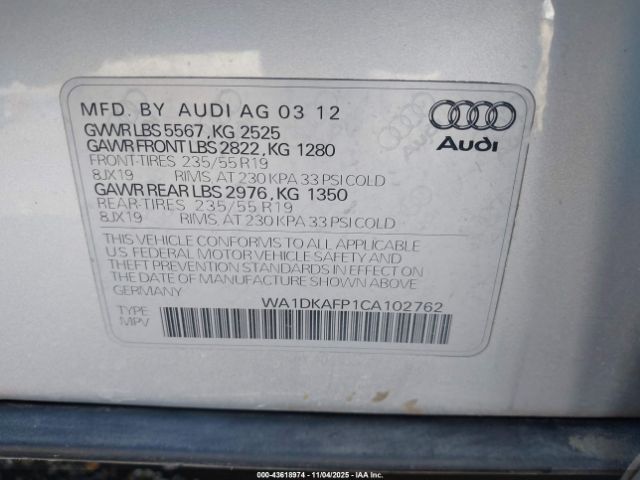 MFD. BY AUDI AG 03 12
GVWR LBS 5567, KG 2525
GAWR FRONT LBS 2822, KG 1280
FRONT-TIRES 235/55 R19
8JX19 RIMS, AT 230 KPA 33 PSI COLD
GAWR REAR LBS 2976, KG 1350
REAR-TIRES 235/55 R19
8JX19 RIMS, AT 230 KPA 33 PSI COLD
Audi
THIS VEHICLE CONFORMS TO ALL APPLICABLE
U.S. FEDERAL MOTOR VEHICLE SAFETY AND
THEFT PREVENTION STANDARDS IN EFFECT ON
THE DATE OF MANUFACTURE SHOWN ABOVE.
GERMANY
WA1DKAFP1CA102762
TYPE
MPV
000-43618974 - 11/04/2025 - IAA Inc.